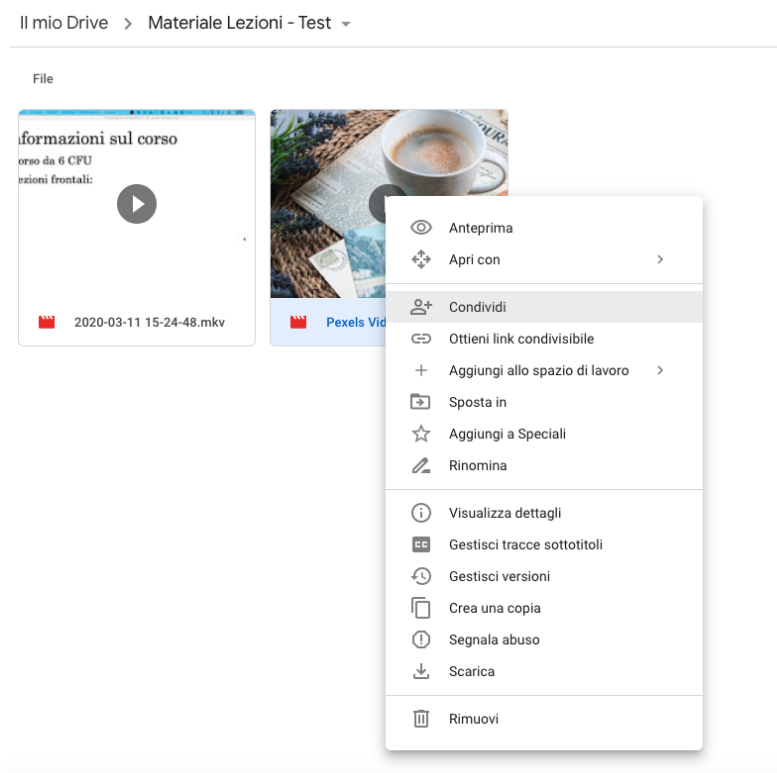 Il mio Drive > Materiale Lezioni - Test
File
formazioni sul corso
orso da 6 CFU
ezioni frontali:
2020-03-11 15-24-48.mkv
Pexels Vid
Anteprima
Apri con
Condividi
Ottieni link condivisibile
Aggiungi allo spazio di lavoro
Sposta in
Aggiungi a Speciali
Rinomina
Visualizza dettagli
CC Gestisci tracce sottotitoli
Gestisci versioni
Crea una copia
Segnala abuso
Scarica
Rimuovi